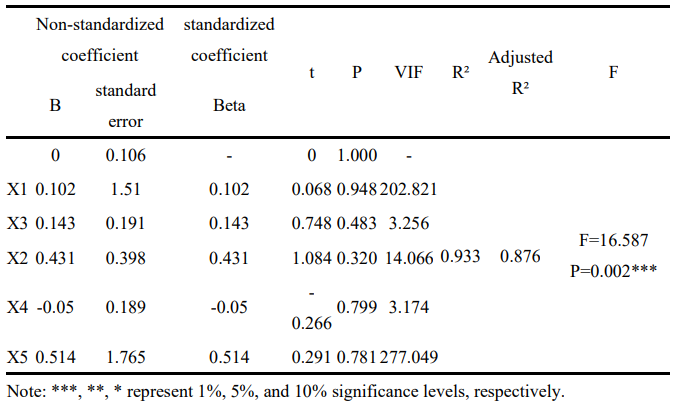 Non-standardized coefficient standardized coefficient t P VIF R² Adjusted R² F
B standard error Beta
0 0.106 - 0 1.000 -
X1 0.102 1.51 0.102 0.068 0.948 202.821
X3 0.143 0.191 0.143 0.748 0.483 3.256
X2 0.431 0.398 0.431 1.084 0.320 14.066 0.933 0.876 F=16.587 P=0.002***
X4 -0.05 0.189 -0.05 -0.266 0.799 3.174
X5 0.514 1.765 0.514 0.291 0.781 277.049
Note: ***, **, * represent 1%, 5%, and 10% significance levels, respectively.